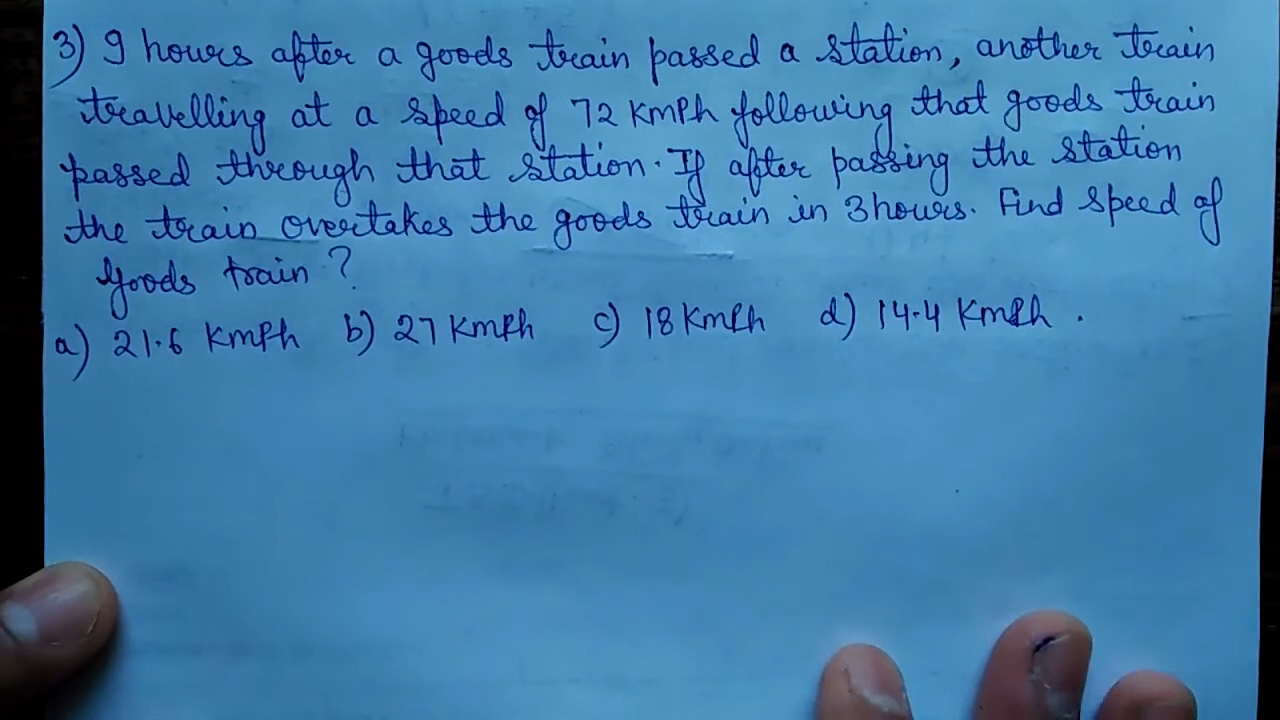 3) 9 hours after a goods train passed a station, another train
travelling at a speed of 72 KmPh following that goods train
passed through that station. If after passing the station
the train overtakes the goods train in 3 hours. Find speed of
goods train ?
a) 21.6 KmPh b) 27 KmPh c) 18 KmPh d) 14.4 KmPh .